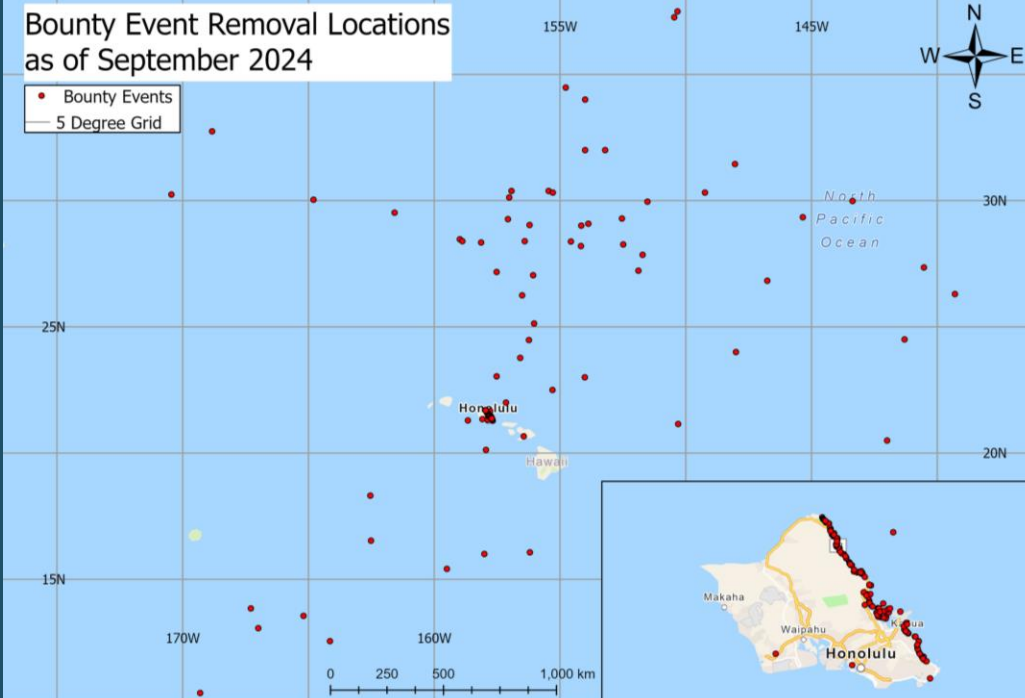 Bounty Event Removal Locations
as of September 2024
Bounty Events
5 Degree Grid
155W
145W
N
W
E
S
North
Pacific
Ocean
30N
25N
Honolulu
Hawaii
20N
15N
170W
160W
0 250 500 1,000 km
Makaha
Waipahu
Honolulu